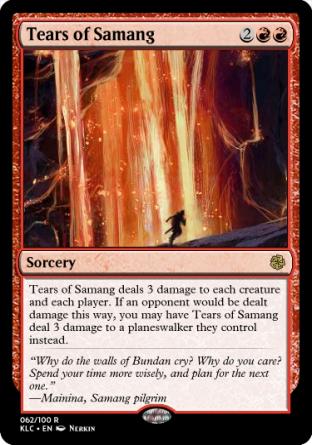 Tears of Samang 2
Sorcery
Tears of Samang deals 3 damage to each creature
and each player. If an opponent would be dealt
damage this way, you may have Tears of Samang
deal 3 damage to a planeswalker they control
instead.
“Why do the walls of Bundan cry? Why do you care?
Spend your time more wisely, and plan for the next
one.”
—Mainina, Samang pilgrim
062/100 R
KLC • EN Nerkin